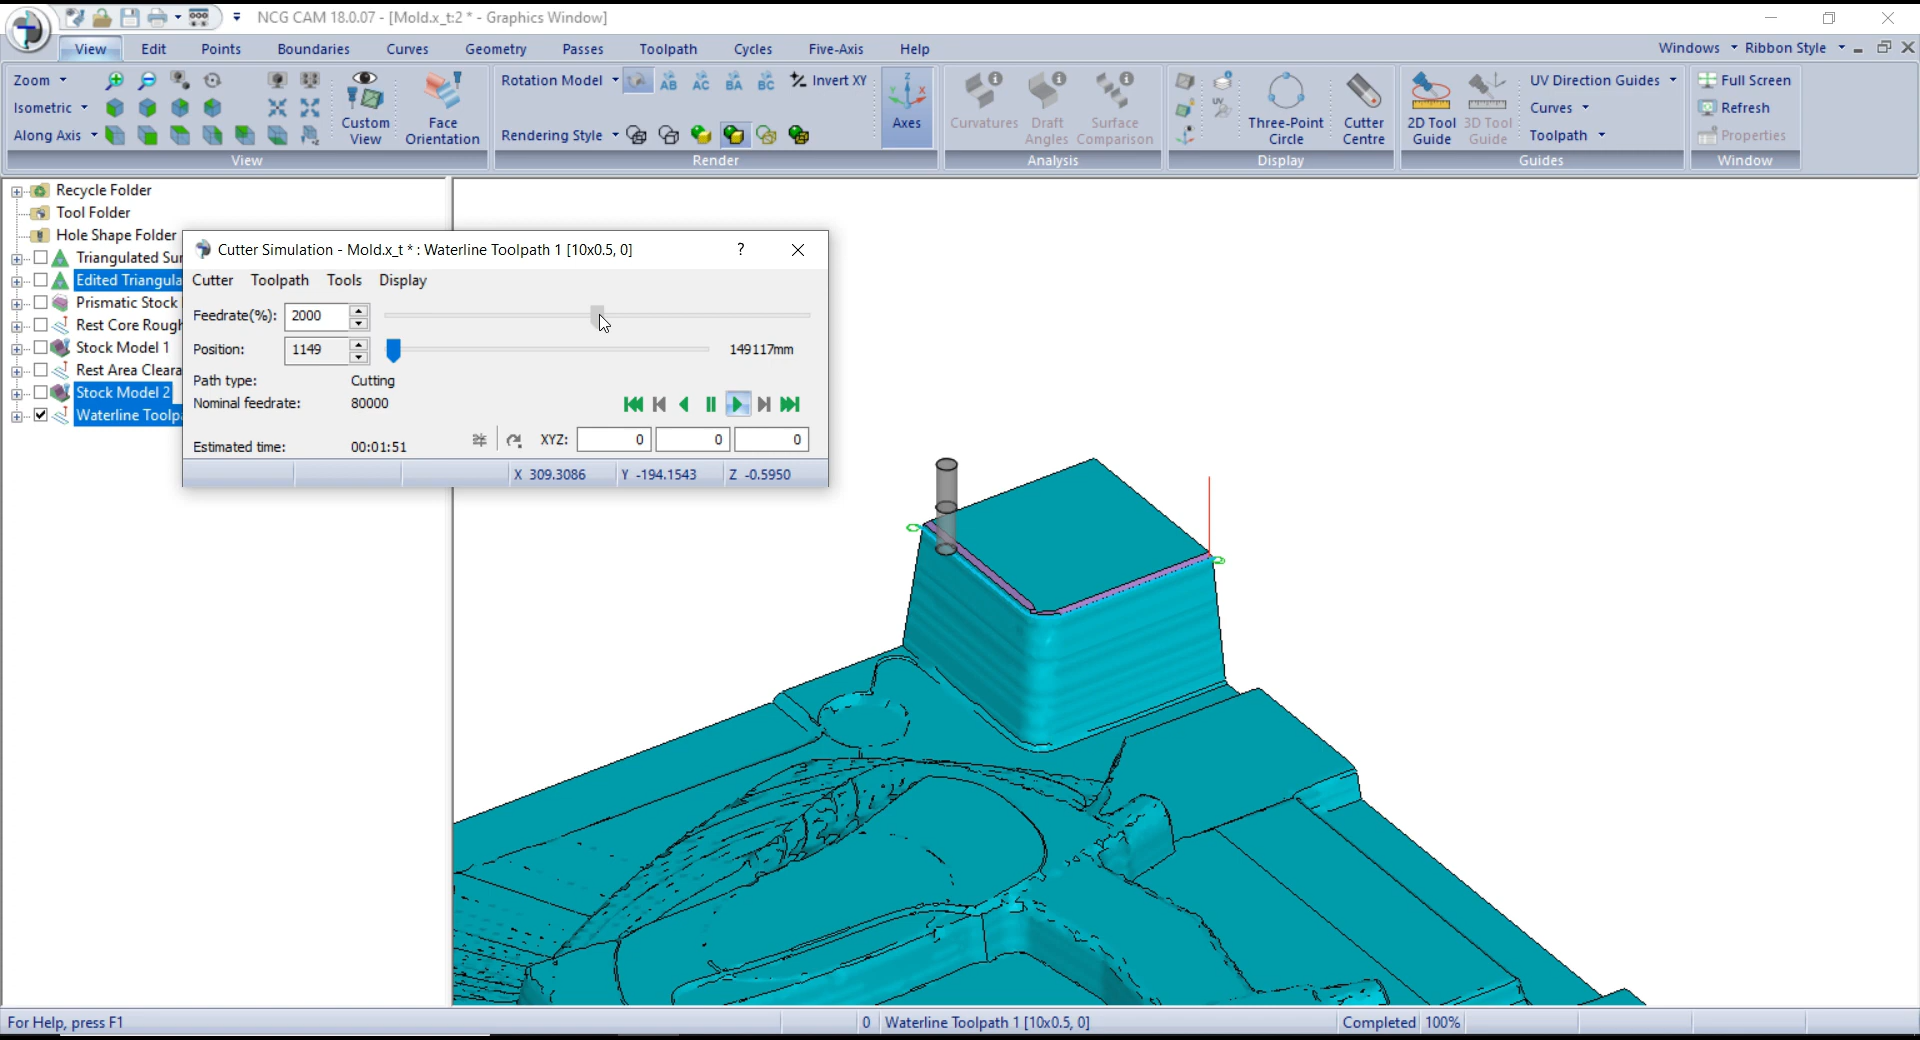 NCG CAM 18.0.07 - [Mold.x_t:2 * - Graphics Window]
View Edit Points Boundaries Curves Geometry Passes Toolpath Cycles Five-Axis Help Windows Ribbon Style
Zoom
Isometric
Along Axis
Custom View
Face Orientation
View
Rotation Model AB AC BA BC Invert XY
Rendering Style
Axes
Render
Curvatures
Draft Angles
Surface Comparison
Analysis
UV
Three-Point Circle
Cutter Centre
Display
2D Tool Guide
3D Tool Guide
UV Direction Guides
Curves
Toolpath
Guides
Full Screen
Refresh
Properties
Window
Recycle Folder
Tool Folder
Hole Shape Folder
Triangulated Sur
Edited Triangula
Prismatic Stock
Rest Core Rough
Stock Model 1
Rest Area Cleara
Stock Model 2
Waterline Toolpa
Cutter Simulation - Mold.x_t * : Waterline Toolpath 1 [10x0.5, 0] ?
Cutter Toolpath Tools Display
Feedrate(%): 2000
Position: 1149 149117mm
Path type: Cutting
Nominal feedrate: 80000
Estimated time: 00:01:51 XYZ: 0 0 0
X 309.3086 Y -194.1543 Z -0.5950
For Help, press F1 0 Waterline Toolpath 1 [10x0.5, 0] Completed 100%